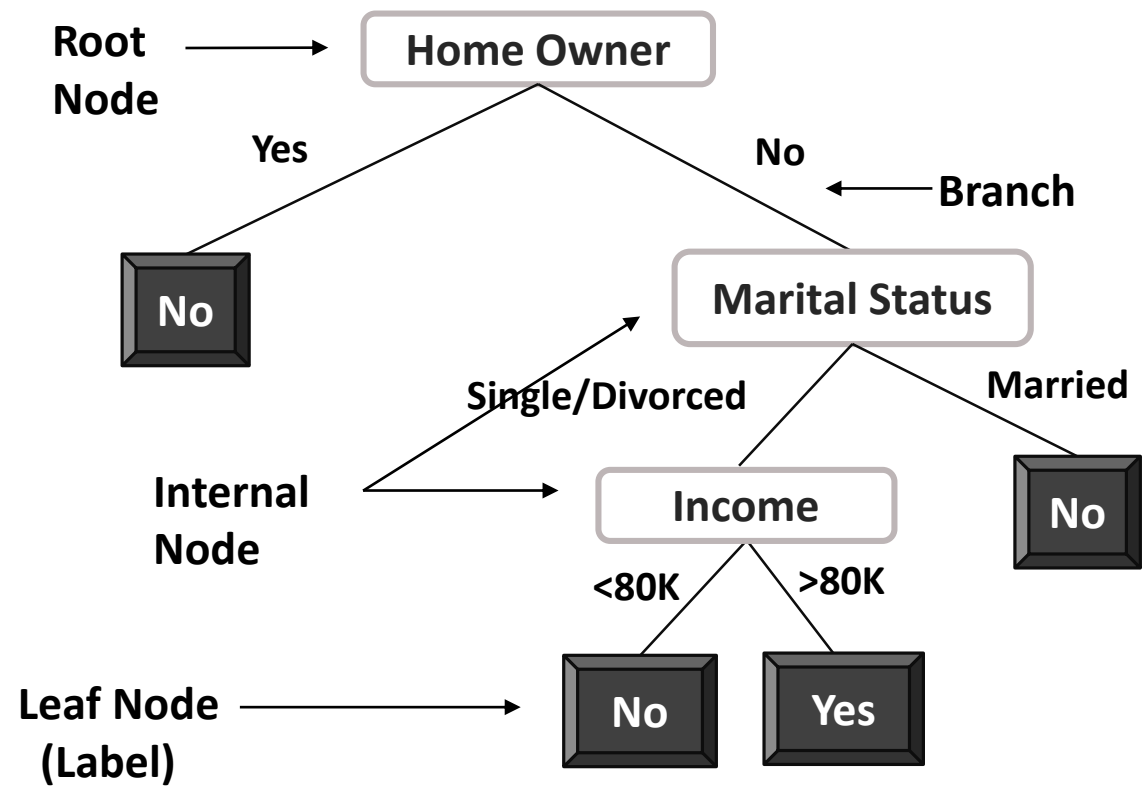 Root
Node
Home Owner
Yes
No
Branch
No
Marital Status
Single/Divorced
Married
Internal
Node
Income
No
<80K
>80K
Leaf Node
(Label)
No
Yes